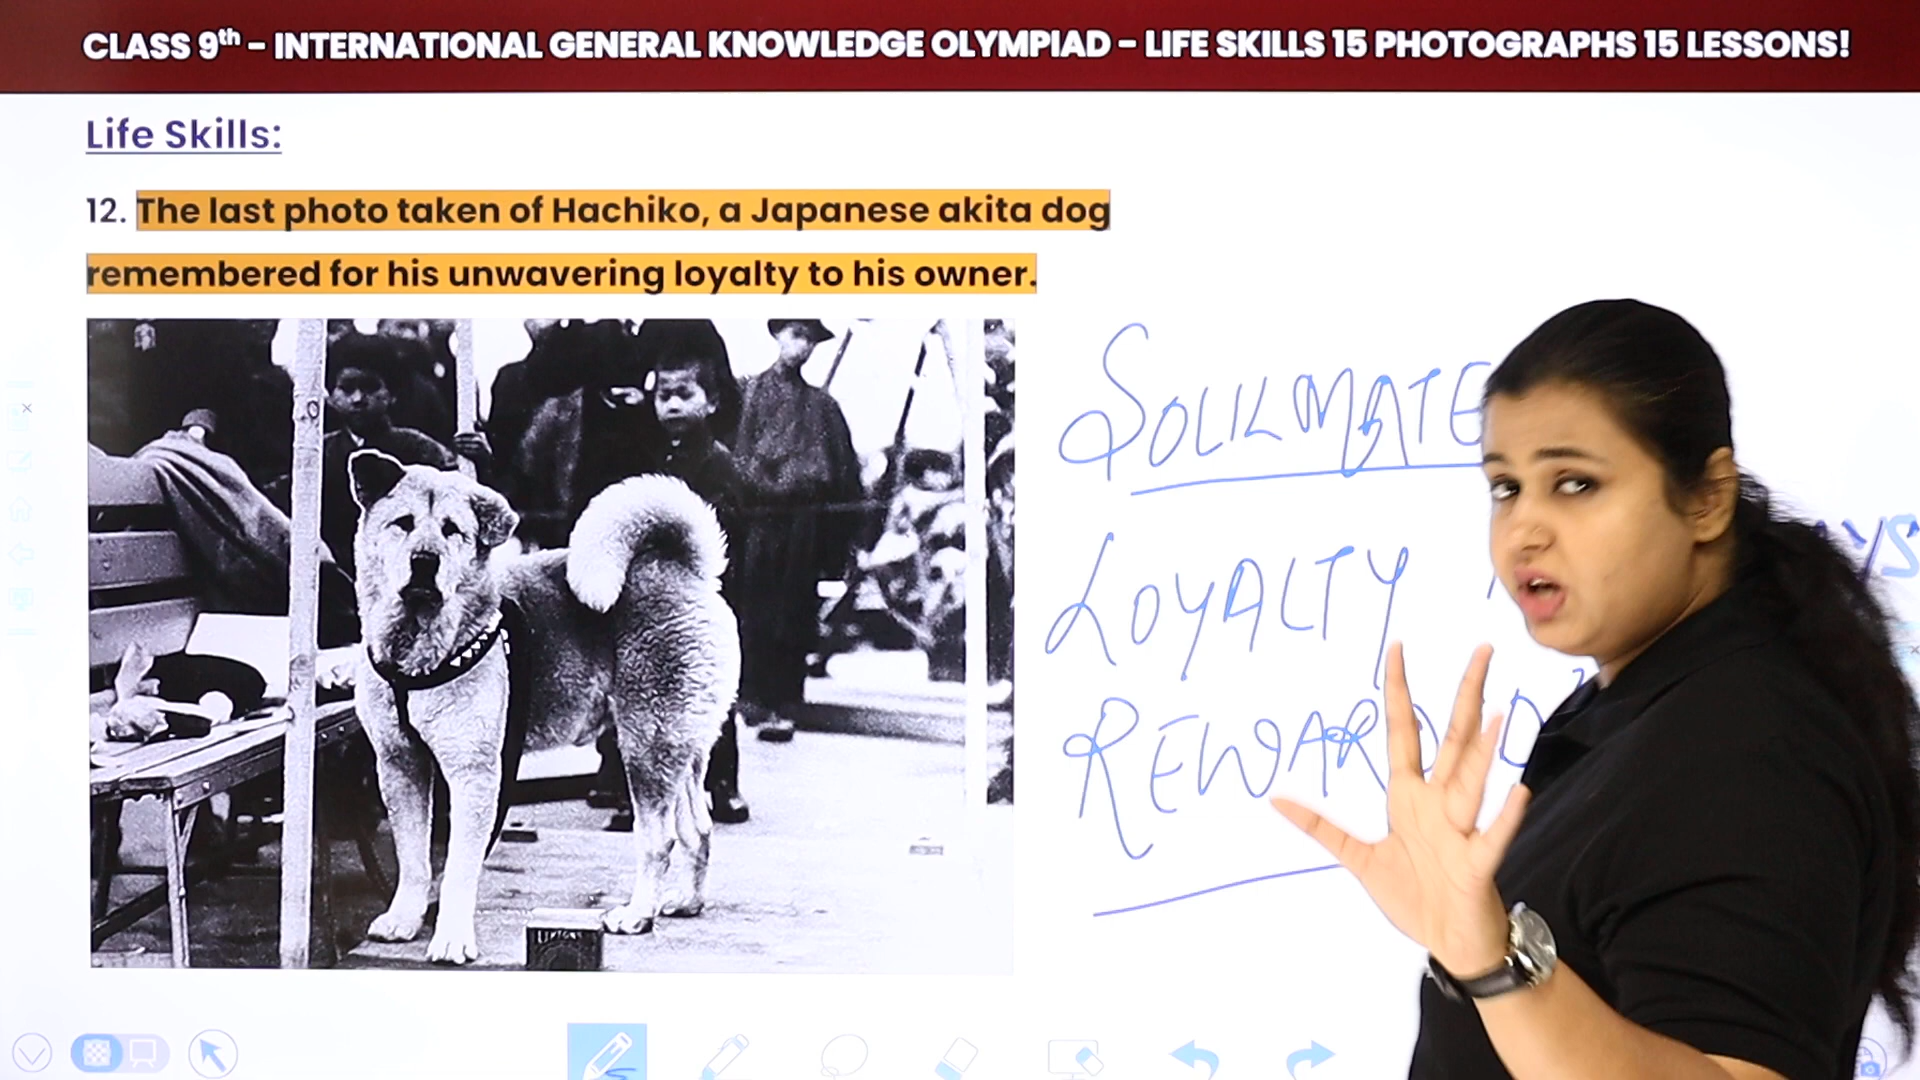 CLASS 9th – INTERNATIONAL GENERAL KNOWLEDGE OLYMPIAD – LIFE SKILLS 15 PHOTOGRAPHS 15 LESSONS!
Life Skills:
12. The last photo taken of Hachiko, a Japanese akita dog
remembered for his unwavering loyalty to his owner.
SOULMATE
LOYALTY